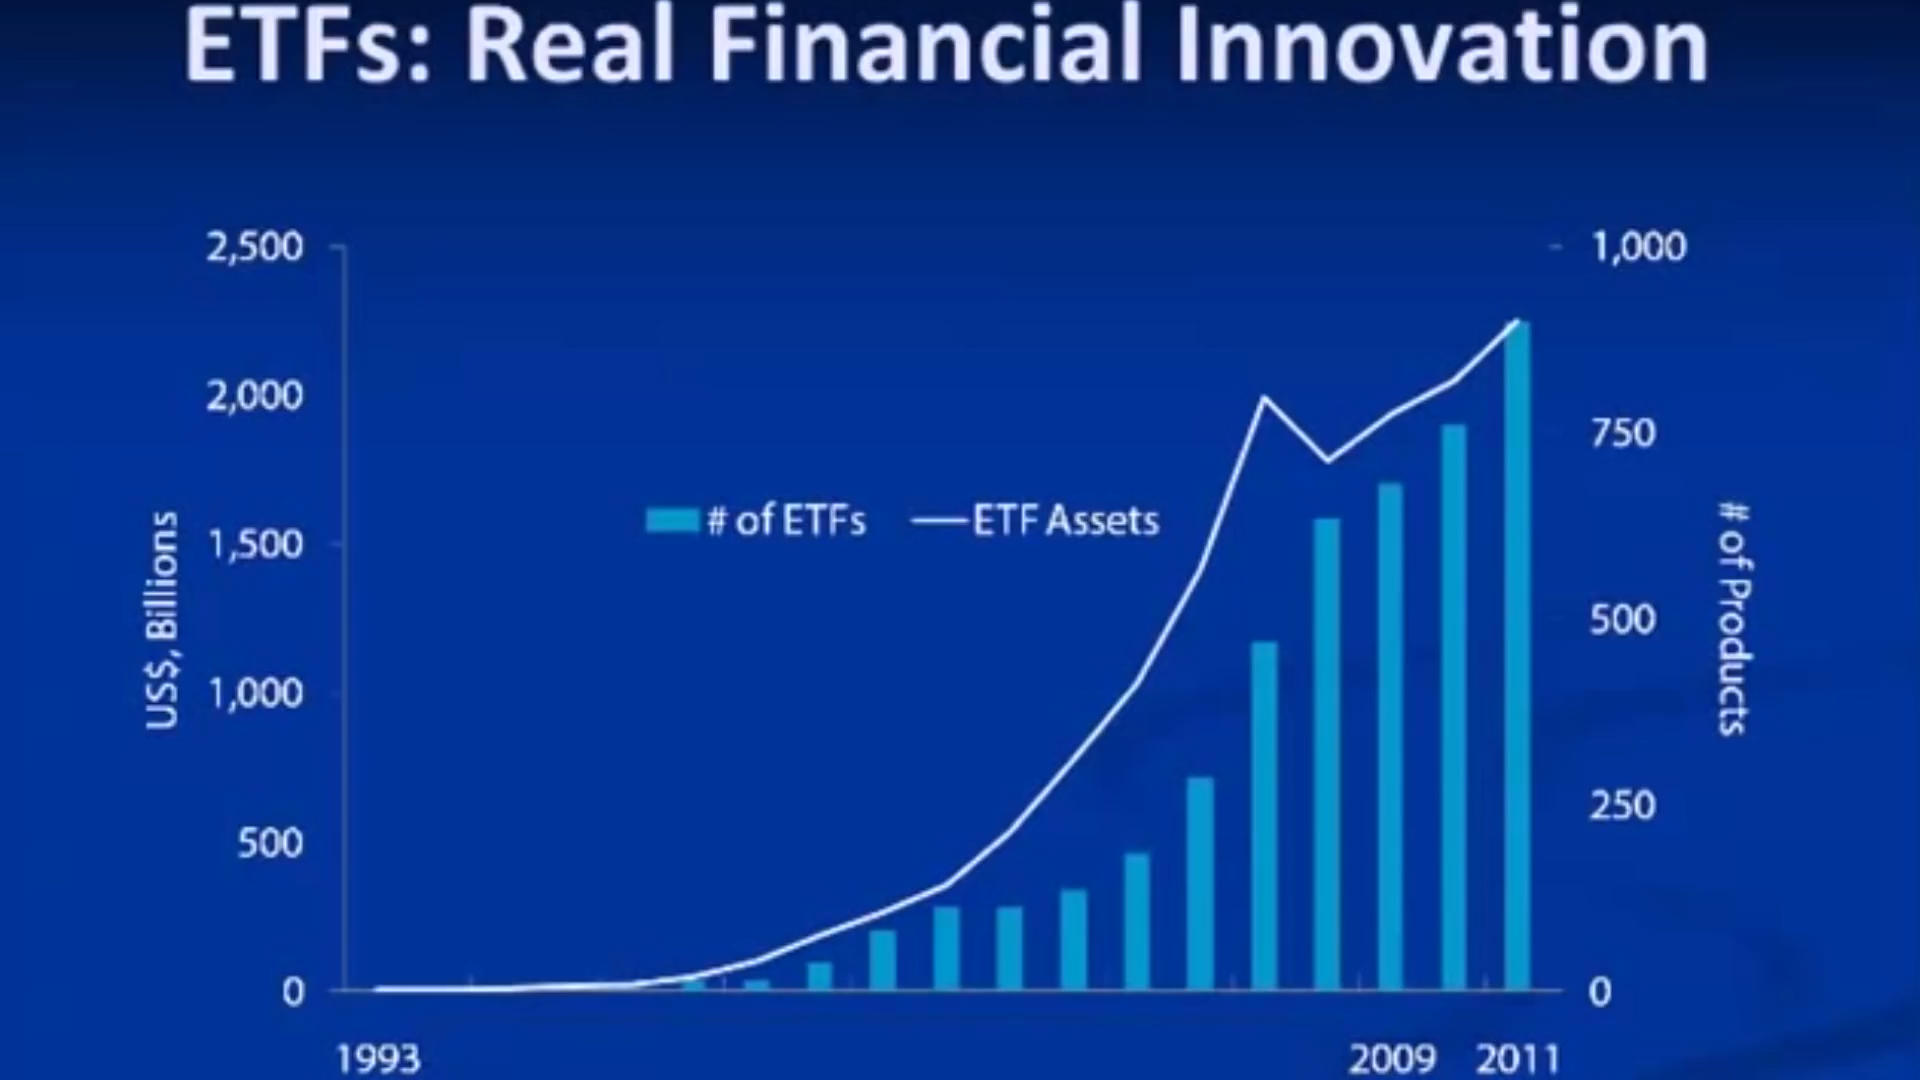 ETFs: Real Financial Innovation
2,500
2,000
1,500
1,000
500
0
US$, Billions
# of ETFs
ETF Assets
1,000
750
500
250
0
# of Products
1993
2009
2011